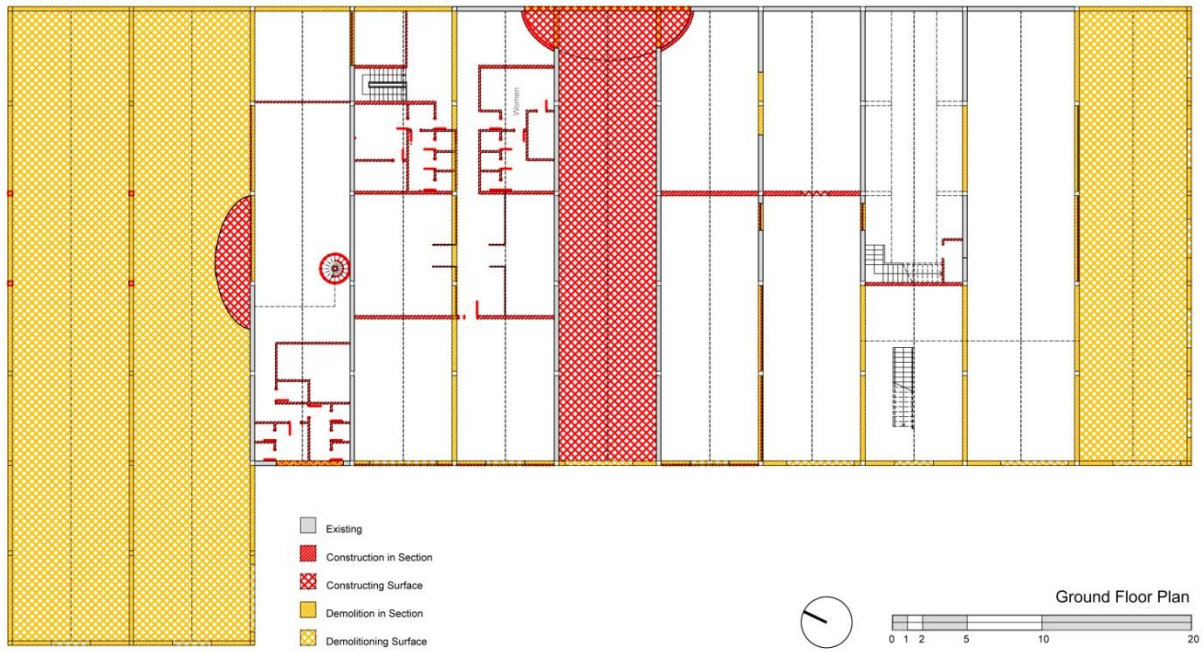 Women
Existing
Construction in Section
Constructing Surface
Demolition in Section
Demolitioning Surface
Ground Floor Plan
0 1 2 5 10 20